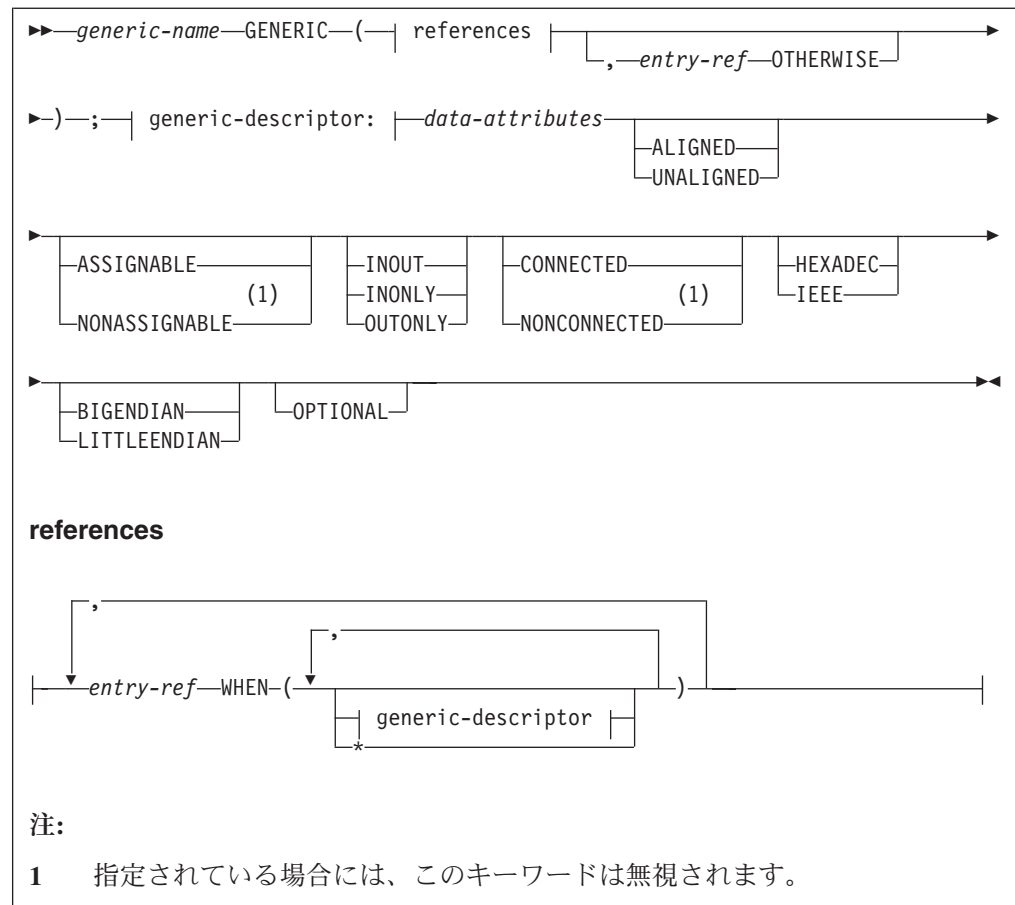 generic-name GENERIC ( references
, entry-ref OTHERWISE
) ; generic-descriptor: data-attributes
ALIGNED
UNALIGNED
ASSIGNABLE INOUT CONNECTED HEXADEC
(1) INONLY (1) IEEE
NONASSIGNABLE OUTONLY NONCONNECTED
BIGENDIAN OPTIONAL
LITTLEENDIAN
references
,
,
entry-ref WHEN ( )
generic-descriptor
*
注:
1 指定されている場合には、このキーワードは無視されます。